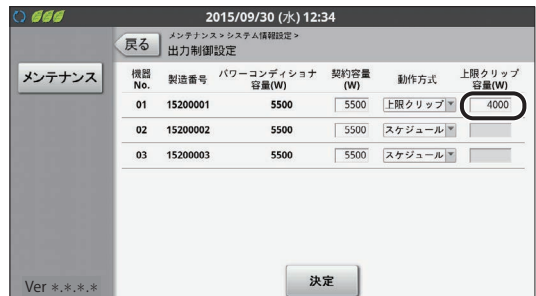 2015/09/30 (水) 12:34
戻る
メンテナンス > システム情報設定 >
出力制御設定
メンテナンス
機器No. 製造番号 パワーコンディショナ容量(W) 契約容量(W) 動作方式 上限クリップ容量(W)
01 15200001 5500 5500 上限クリップ 4000
02 15200002 5500 5500 スケジュール
03 15200003 5500 5500 スケジュール
決定
Ver *.*.*.*